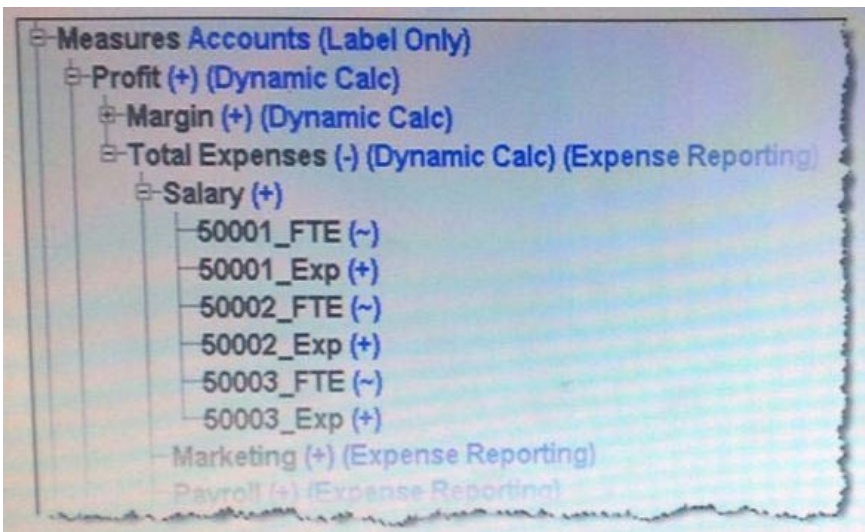 Measures Accounts (Label Only)
Profit (+) (Dynamic Calc)
Margin (+) (Dynamic Calc)
Total Expenses (-) (Dynamic Calc) (Expense Reporting)
Salary (+)
50001_FTE (~)
50001_Exp (+)
50002_FTE (~)
50002_Exp (+)
50003_FTE (~)
50003_Exp (+)
Marketing (+) (Expense Reporting)
Payroll (+) (Expense Reporting)